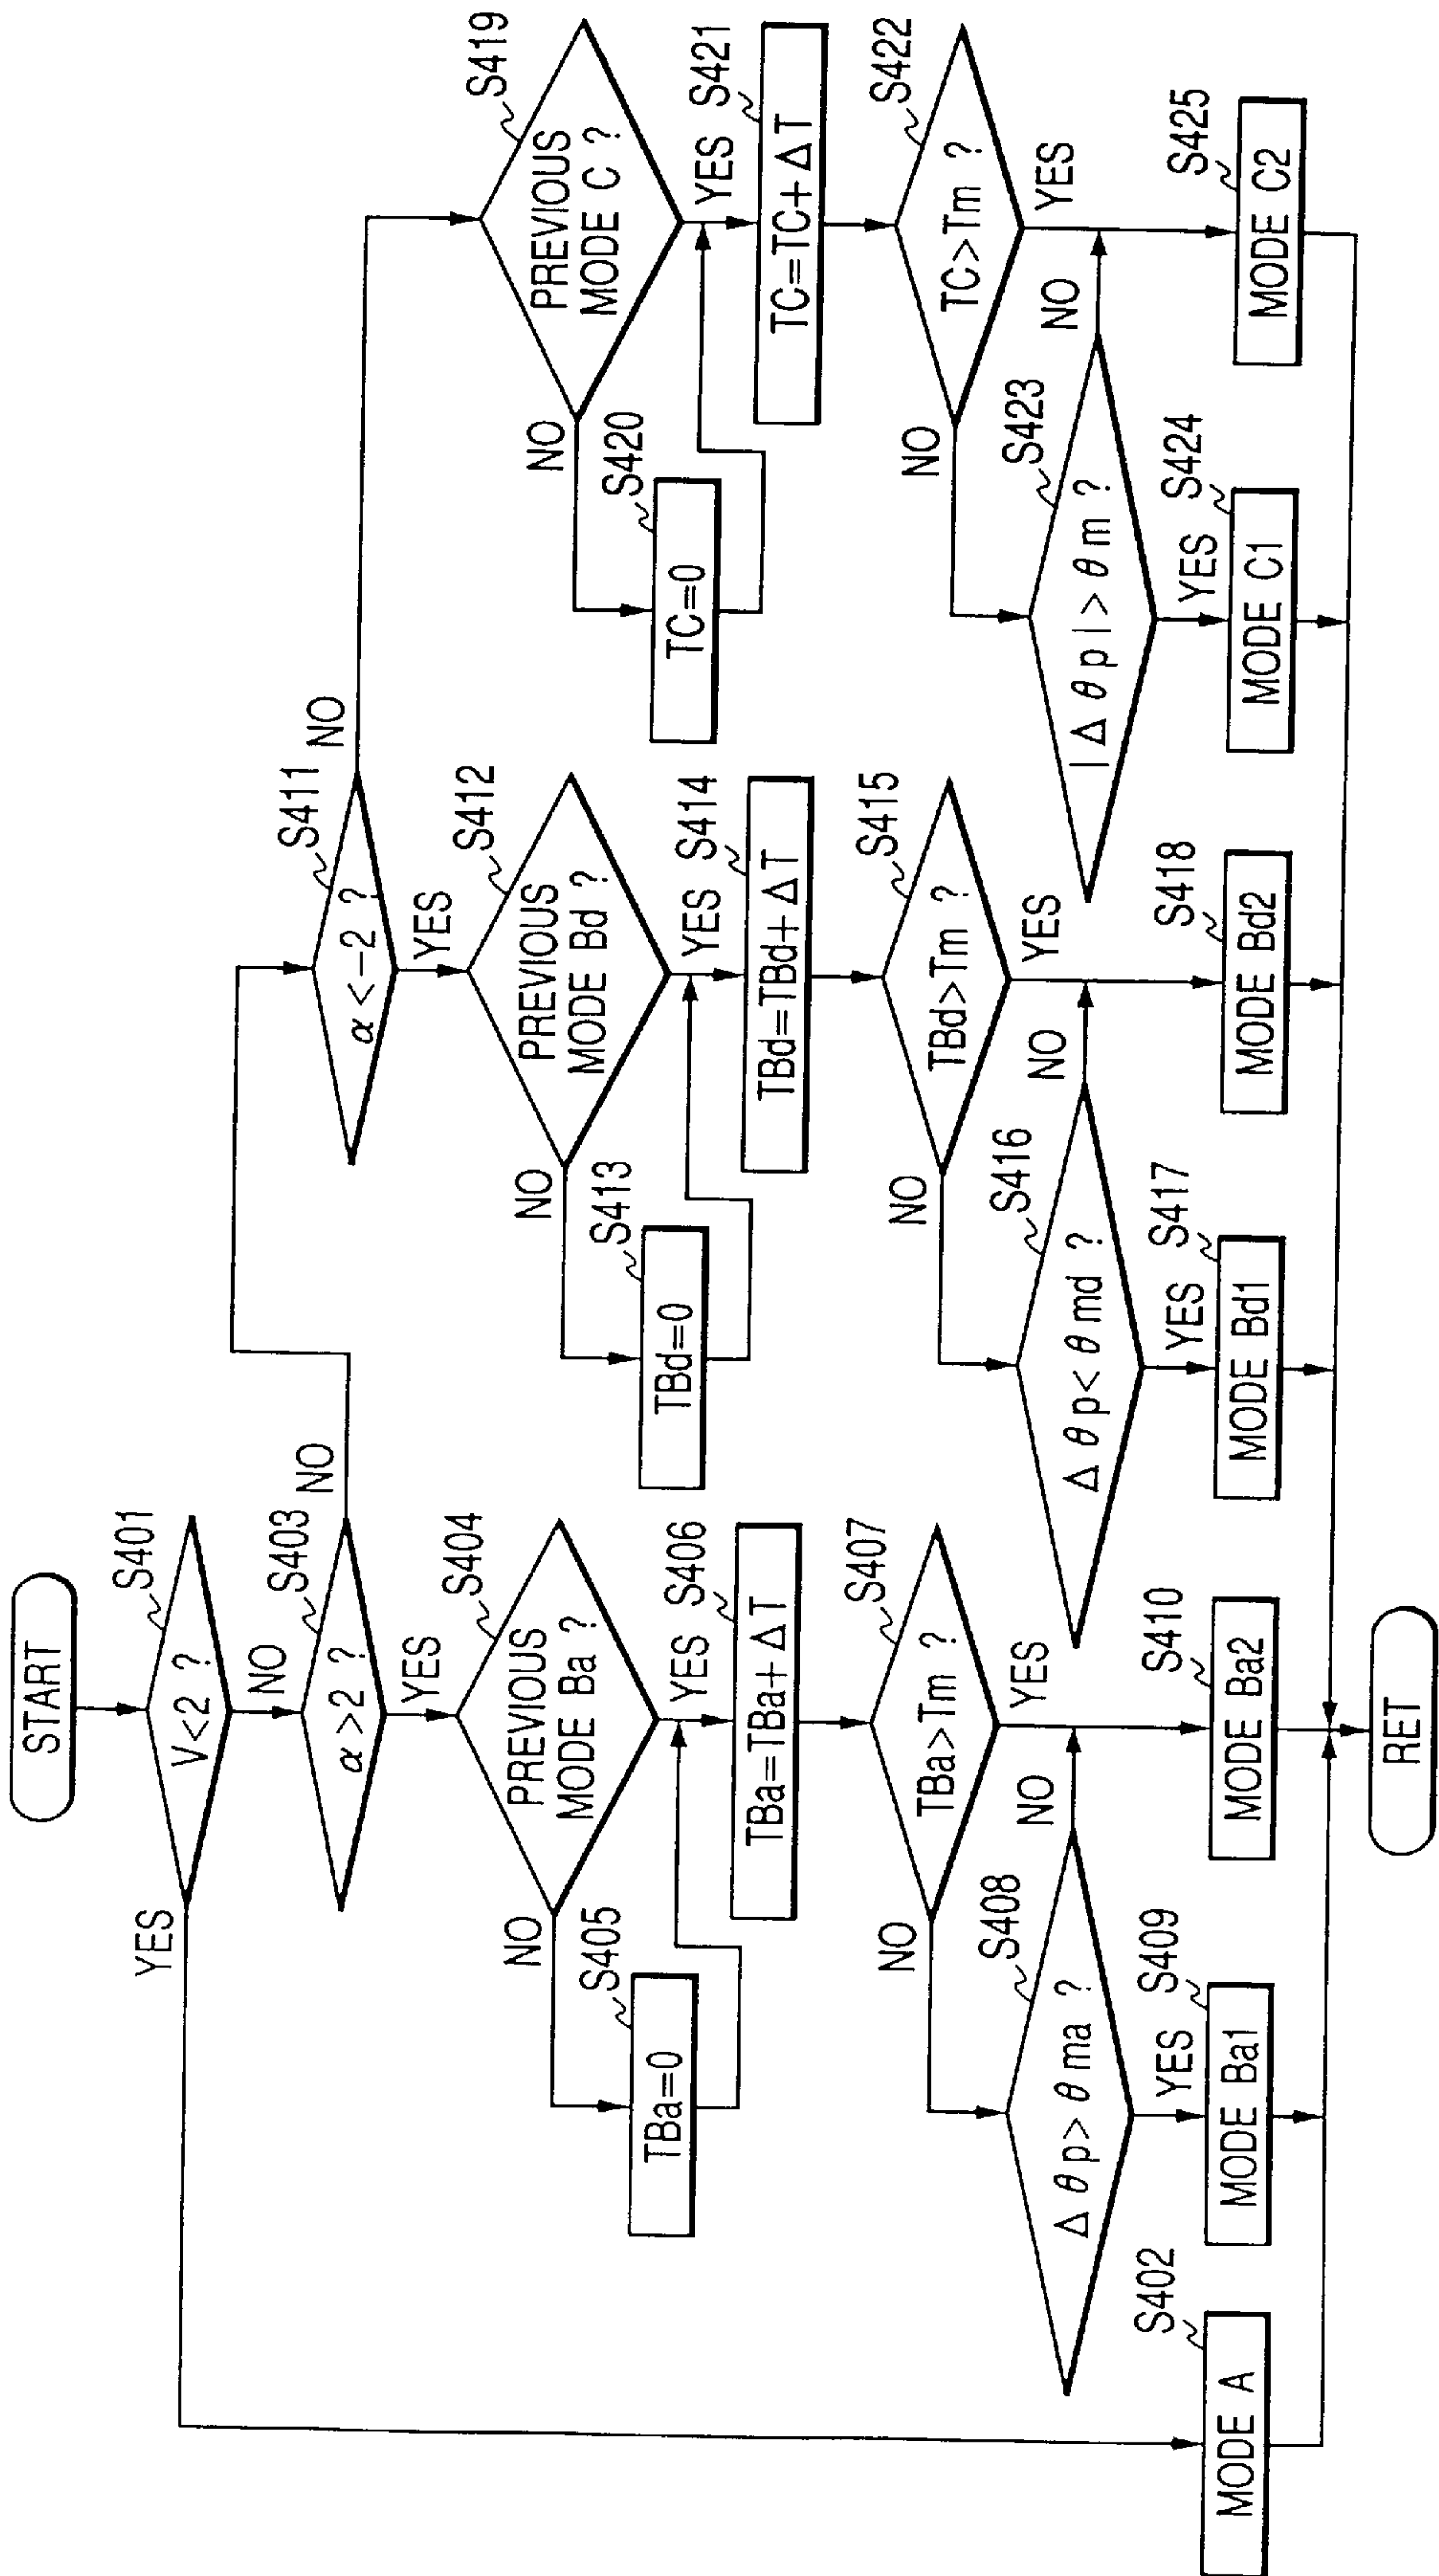 START
S401
V<2 ?
YES
NO
S403
α>2 ?
NO
YES
S404
PREVIOUS
MODE Ba ?
NO
S405
TBa=0
YES
S406
TBa=TBa+ΔT
S407
TBa>Tm ?
NO
YES
S408
Δθp>θma ?
NO
YES
S409
MODE Ba1
S410
MODE Ba2
S402
MODE A
S411
α<-2 ?
NO
YES
S412
PREVIOUS
MODE Bd ?
NO
S413
TBd=0
YES
S414
TBd=TBd+ΔT
S415
TBd>Tm ?
NO
YES
S416
Δθp<θmd ?
NO
YES
S417
MODE Bd1
S418
MODE Bd2
S419
PREVIOUS
MODE C ?
NO
S420
TC=0
YES
S421
TC=TC+ΔT
S422
TC>Tm ?
NO
YES
S423
|Δθp|>θm ?
NO
YES
S424
MODE C1
S425
MODE C2
RET